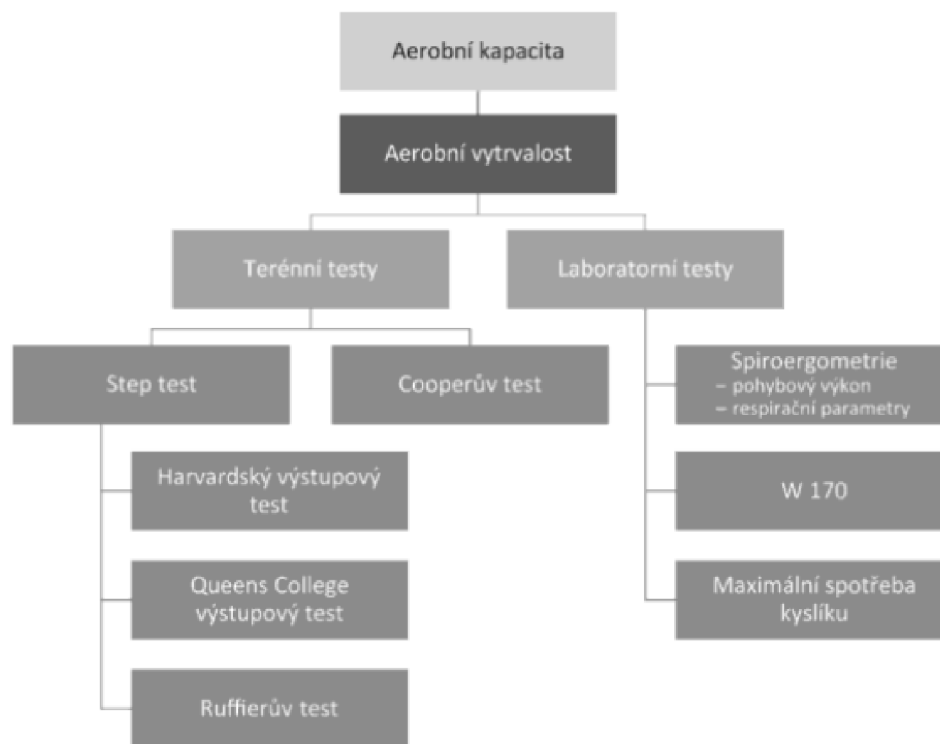 Aerobní kapacita
Aerobní vytrvalost
Terénní testy
Laboratorní testy
Step test
Cooperův test
Spiroergometrie
– pohybový výkon
– respirační parametry
Harvardský výstupový
test
W 170
Queens College
výstupový test
Maximální spotřeba
kyslíku
Ruffierův test